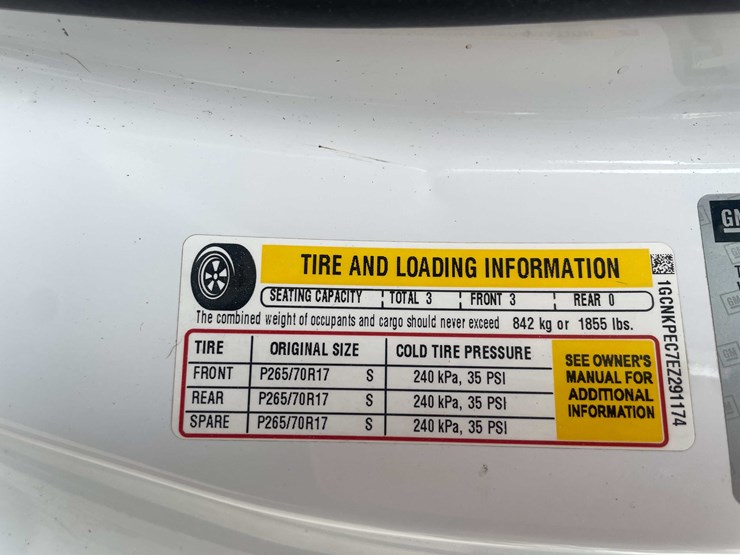 TIRE AND LOADING INFORMATION
SEATING CAPACITY TOTAL 3 FRONT 3 REAR 0
The combined weight of occupants and cargo should never exceed 842 kg or 1855 lbs.
TIRE ORIGINAL SIZE COLD TIRE PRESSURE
FRONT P265/70R17 S 240 kPa, 35 PSI
REAR P265/70R17 S 240 kPa, 35 PSI
SPARE P265/70R17 S 240 kPa, 35 PSI
SEE OWNER'S
MANUAL FOR
ADDITIONAL
INFORMATION
1GCNKPEC7EZ291174
GM